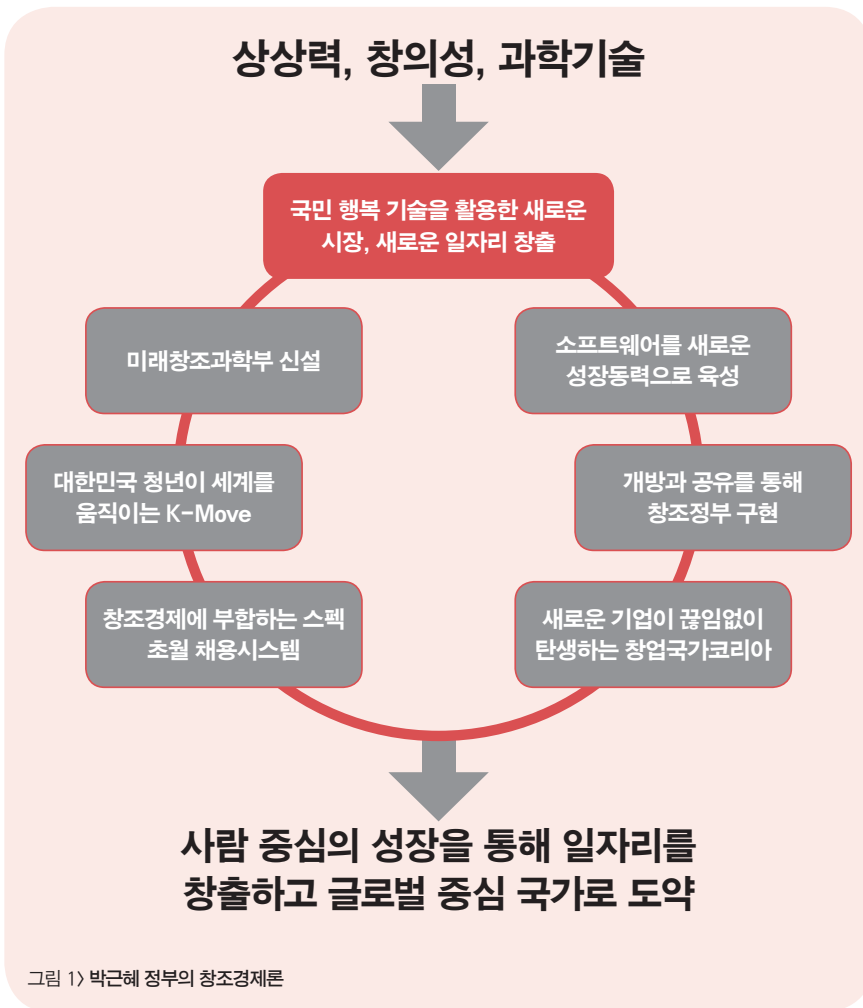 상상력, 창의성, 과학기술
국민 행복 기술을 활용한 새로운
시장, 새로운 일자리 창출
미래창조과학부 신설
소프트웨어를 새로운
성장동력으로 육성
대한민국 청년이 세계를
움직이는 K-Move
개방과 공유를 통해
창조정부 구현
창조경제에 부합하는 스펙
초월 채용시스템
새로운 기업이 끊임없이
탄생하는 창업국가코리아
사람 중심의 성장을 통해 일자리를
창출하고 글로벌 중심 국가로 도약
그림 1〉 박근혜 정부의 창조경제론